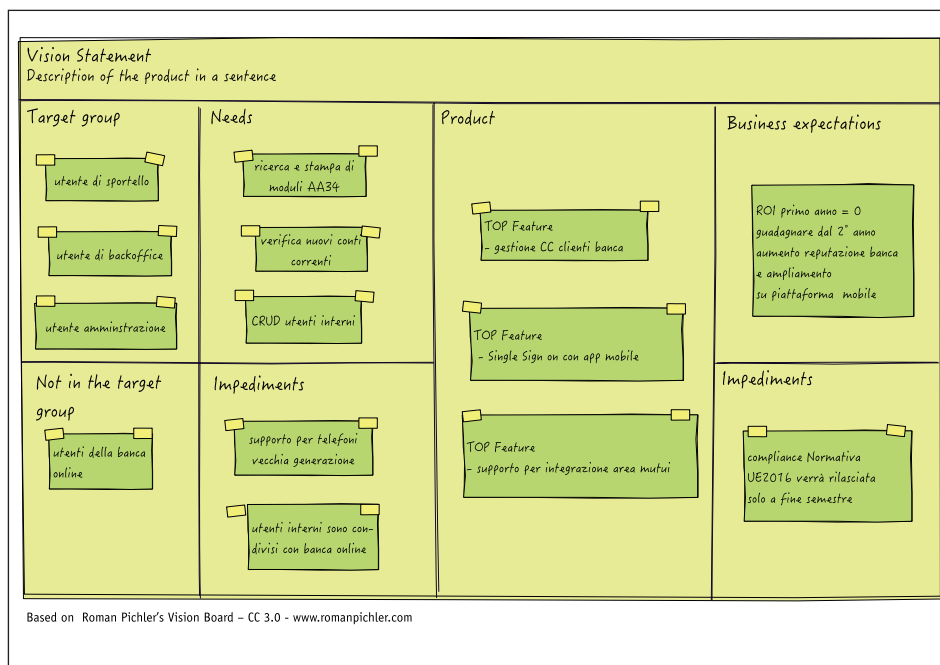 Vision Statement
Description of the product in a sentence
Target group
utente di sportello
utente di backoffice
utente amminstrazione
Not in the target
group
utenti della banca
online
Needs
ricerca e stampa di
moduli AA34
verifica nuovi conti
correnti
CRUD utenti interni
Impediments
supporto per telefoni
vecchia generazione
utenti interni sono con-
divisi con banca online
Product
TOP Feature
- gestione CC clienti banca
TOP Feature
- Single Sign on con app mobile
TOP Feature
- supporto per integrazione area mutui
Business expectations
ROI primo anno = 0
guadagnare dal 2° anno
aumento reputazione banca
e ampliamento
su piattaforma mobile
Impediments
compliance Normativa
UE2016 verrà rilasciata
solo a fine semestre
Based on Roman Pichler's Vision Board – CC 3.0 - www.romanpichler.com